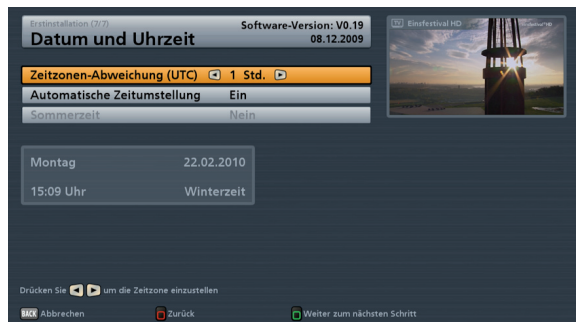 Erstinstallation (7/7)
Datum und Uhrzeit
Software-Version: V0.19
08.12.2009
TV Einsfestival HD
Zeitzonen-Abweichung (UTC) 1 Std.
Automatische Zeitumstellung Ein
Sommerzeit Nein
Montag 22.02.2010
15:09 Uhr Winterzeit
Drücken Sie um die Zeitzone einzustellen
BACK Abbrechen Zurück Weiter zum nächsten Schritt